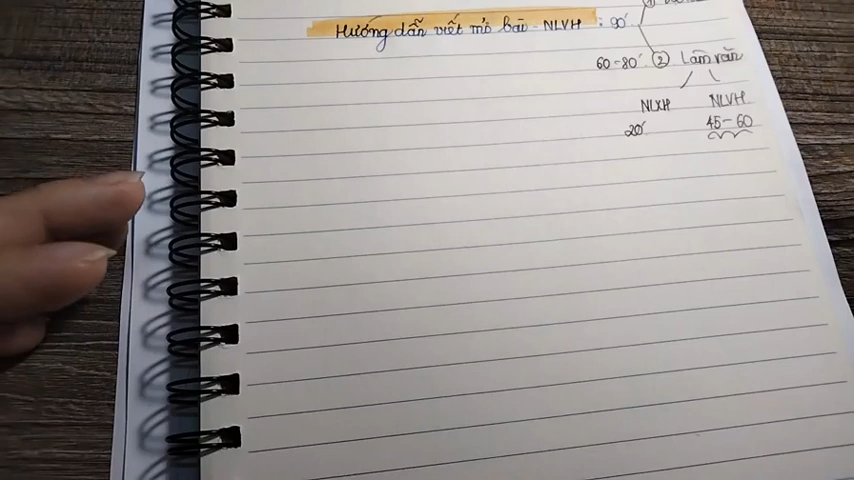 Hướng dẫn viết mở bài - NLVH : 90'
60-80' ② Làm văn
NLXH NLVH
20' 45-60